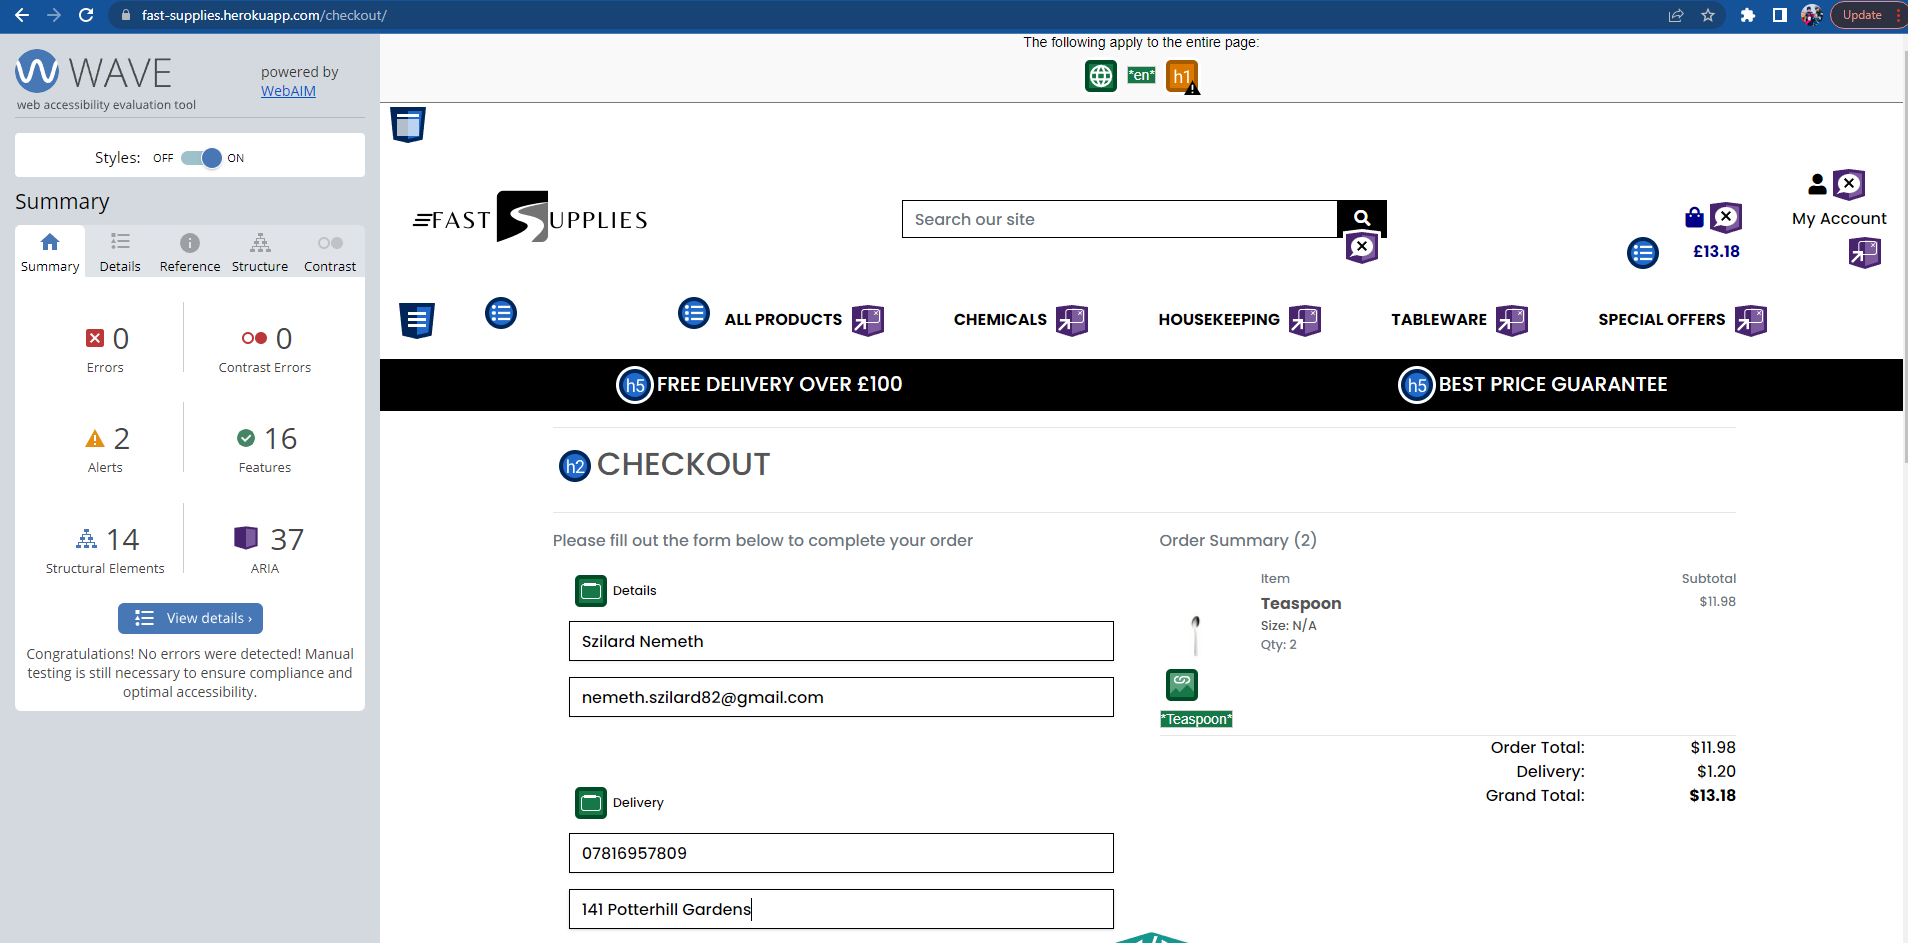 fast-supplies.herokuapp.com/checkout/
Update
WAVE
web accessibility evaluation tool
powered by
WebAIM
Styles: OFF ON
Summary
Summary Details Reference Structure Contrast
0
Errors
0
Contrast Errors
2
Alerts
16
Features
14
Structural Elements
37
ARIA
View details ›
Congratulations! No errors were detected! Manual
testing is still necessary to ensure compliance and
optimal accessibility.
The following apply to the entire page:
*en* h1
FAST SUPPLIES
Search our site
£13.18
My Account
ALL PRODUCTS CHEMICALS HOUSEKEEPING TABLEWARE SPECIAL OFFERS
h5 FREE DELIVERY OVER £100
h5 BEST PRICE GUARANTEE
h2 CHECKOUT
Please fill out the form below to complete your order
Details
Szilard Nemeth
nemeth.szilard82@gmail.com
Delivery
07816957809
141 Potterhill Gardens
Order Summary (2)
Item Subtotal
Teaspoon $11.98
Size: N/A
Qty: 2
*Teaspoon*
Order Total: $11.98
Delivery: $1.20
Grand Total: $13.18